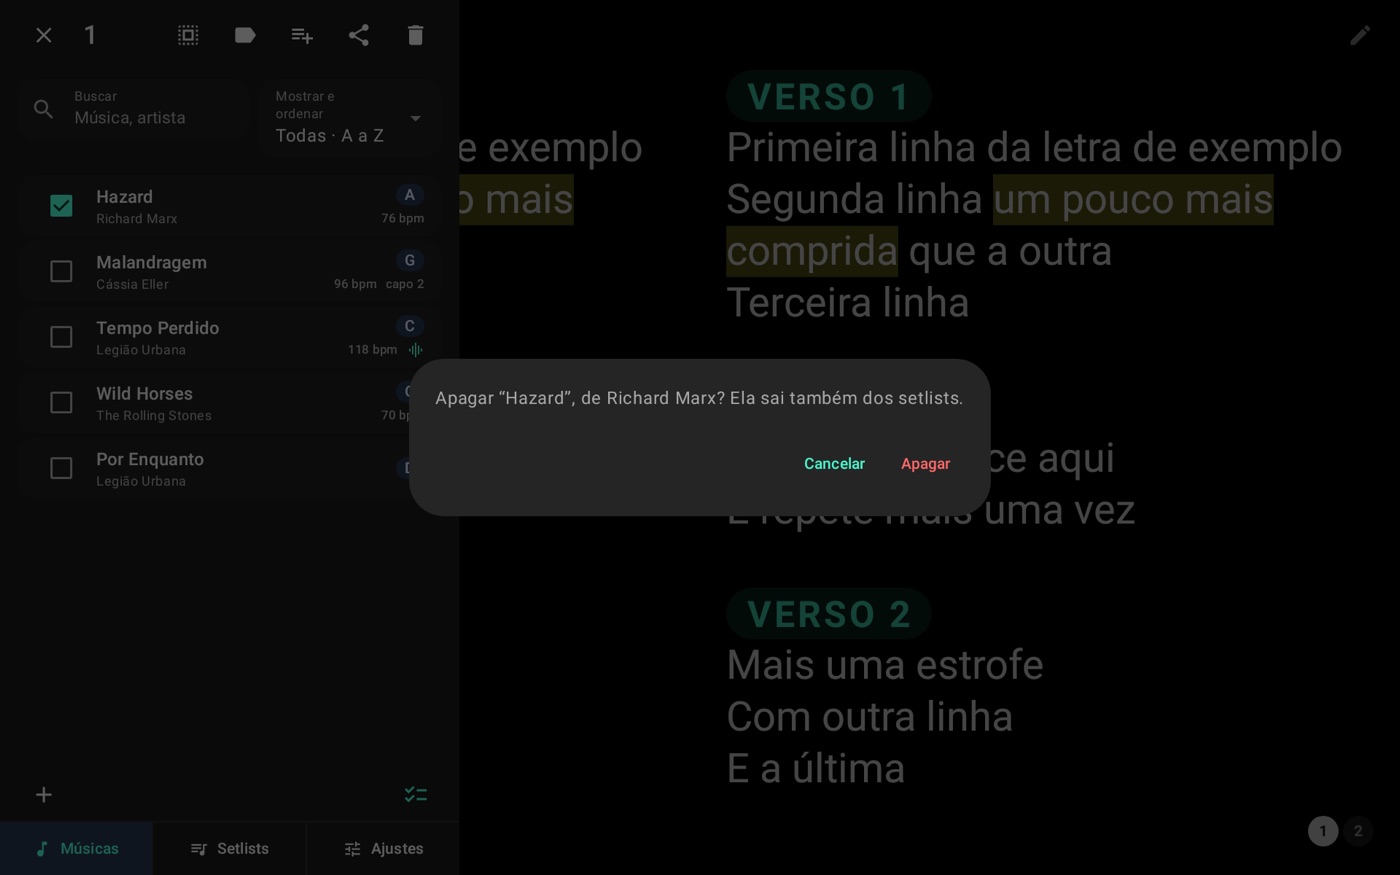 1
Buscar
Música, artista
Mostrar e
ordenar
Todas · A a Z
Hazard
A
Richard Marx
76 bpm
Malandragem
G
Cássia Eller
96 bpm capo 2
Tempo Perdido
C
Legião Urbana
118 bpm
Wild Horses
The Rolling Stones
70
Por Enquanto
Legião Urbana
e exemplo
o mais
VERSO 1
Primeira linha da letra de exemplo
Segunda linha um pouco mais
comprida que a outra
Terceira linha
Apagar “Hazard”, de Richard Marx? Ela sai também dos setlists.
Cancelar
Apagar
ce aqui
E repete mais uma vez
VERSO 2
Mais uma estrofe
Com outra linha
E a última
Músicas
Setlists
Ajustes
1
2